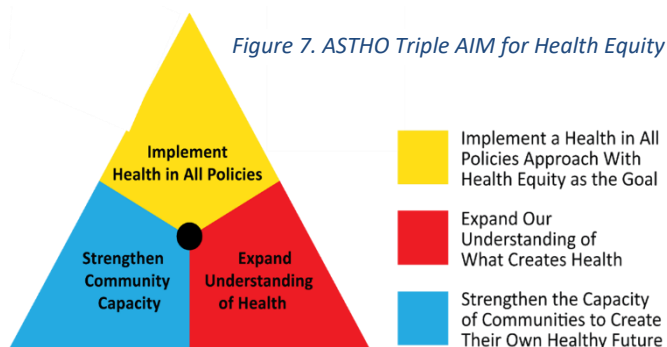 Figure 7. ASTHO Triple AIM for Health Equity
Implement
Health in All Policies
Strengthen
Community
Capacity
Expand
Understanding
of Health
Implement a Health in All
Policies Approach With
Health Equity as the Goal
Expand Our
Understanding of
What Creates Health
Strengthen the Capacity
of Communities to Create
Their Own Healthy Future